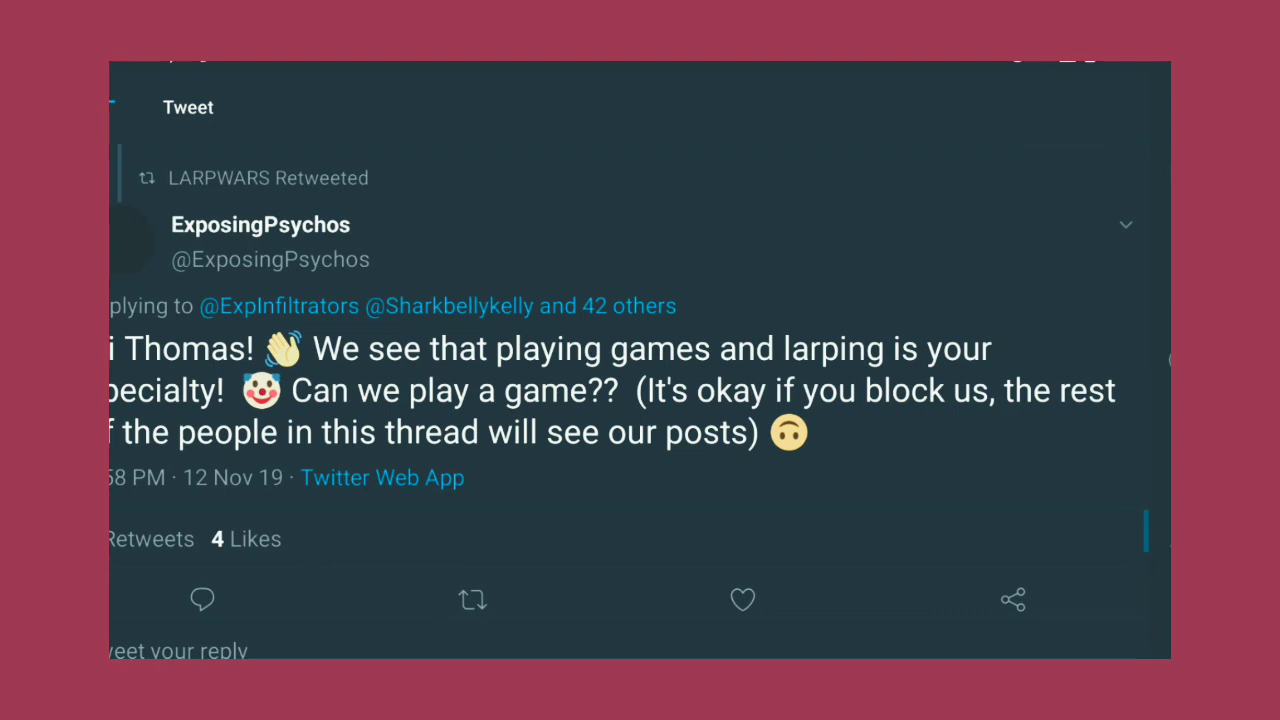 Tweet
LARPWARS Retweeted
ExposingPsychos
@ExposingPsychos
plying to @ExpInfiltrators @Sharkbellykelly and 42 others
i Thomas! 👋 We see that playing games and larping is your
pecialty! 🤡 Can we play a game?? (It's okay if you block us, the rest
f the people in this thread will see our posts) 🙃
58 PM · 12 Nov 19 · Twitter Web App
Retweets 4 Likes
weet your reply